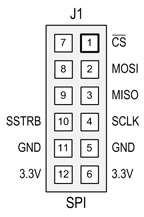 J1
7 1 C̅S̅
8 2 MOSI
9 3 MISO
SSTRB 10 4 SCLK
GND 11 5 GND
3.3V 12 6 3.3V
SPI